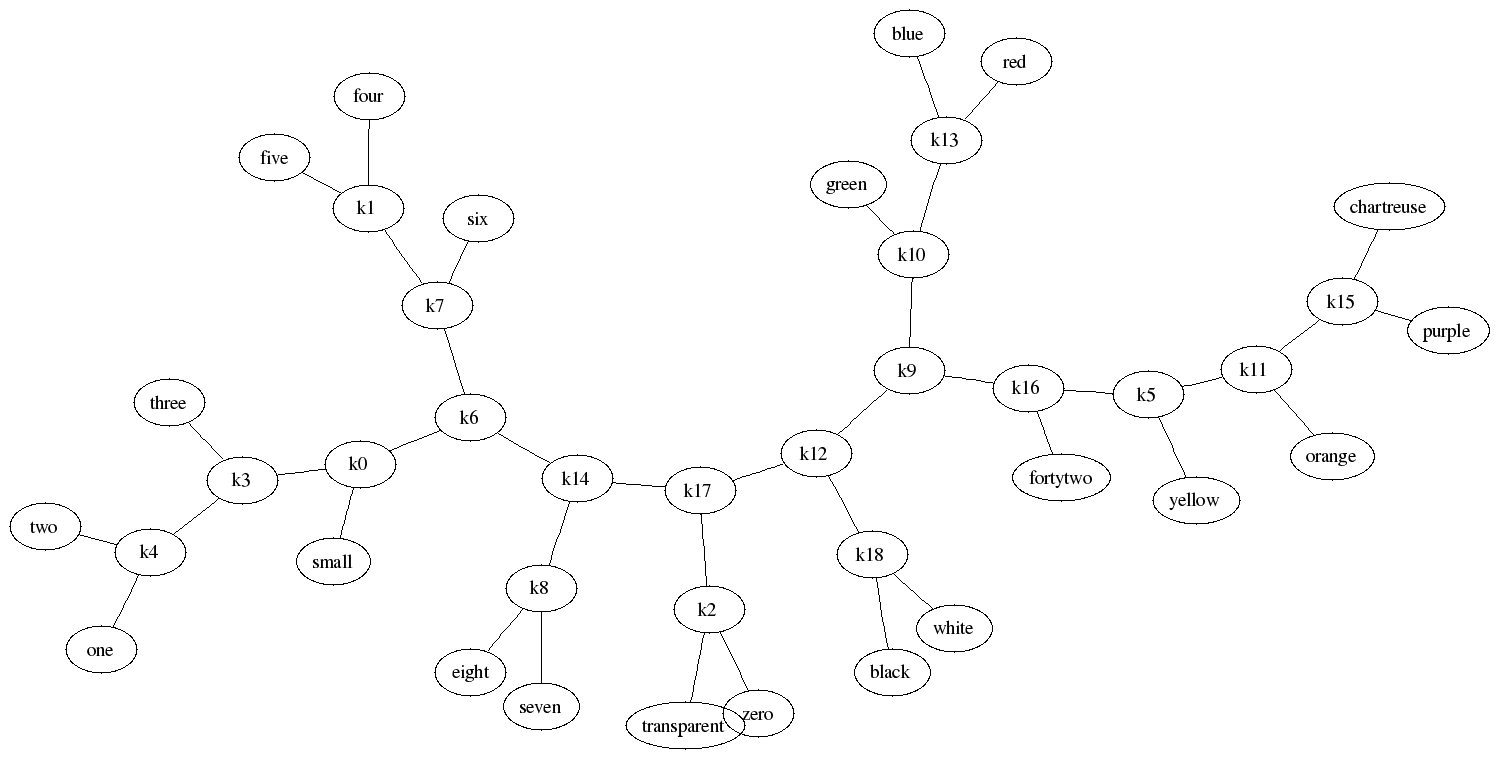 blue
red
four
k13
five
green
chartreuse
k1
six
k10
k15
k7
purple
k9
k11
k16
k5
three
k6
k12
orange
k0
k3
k14
fortytwo
k17
yellow
two
k4
k18
small
k8
k2
white
one
eight
black
seven
zero
transparent